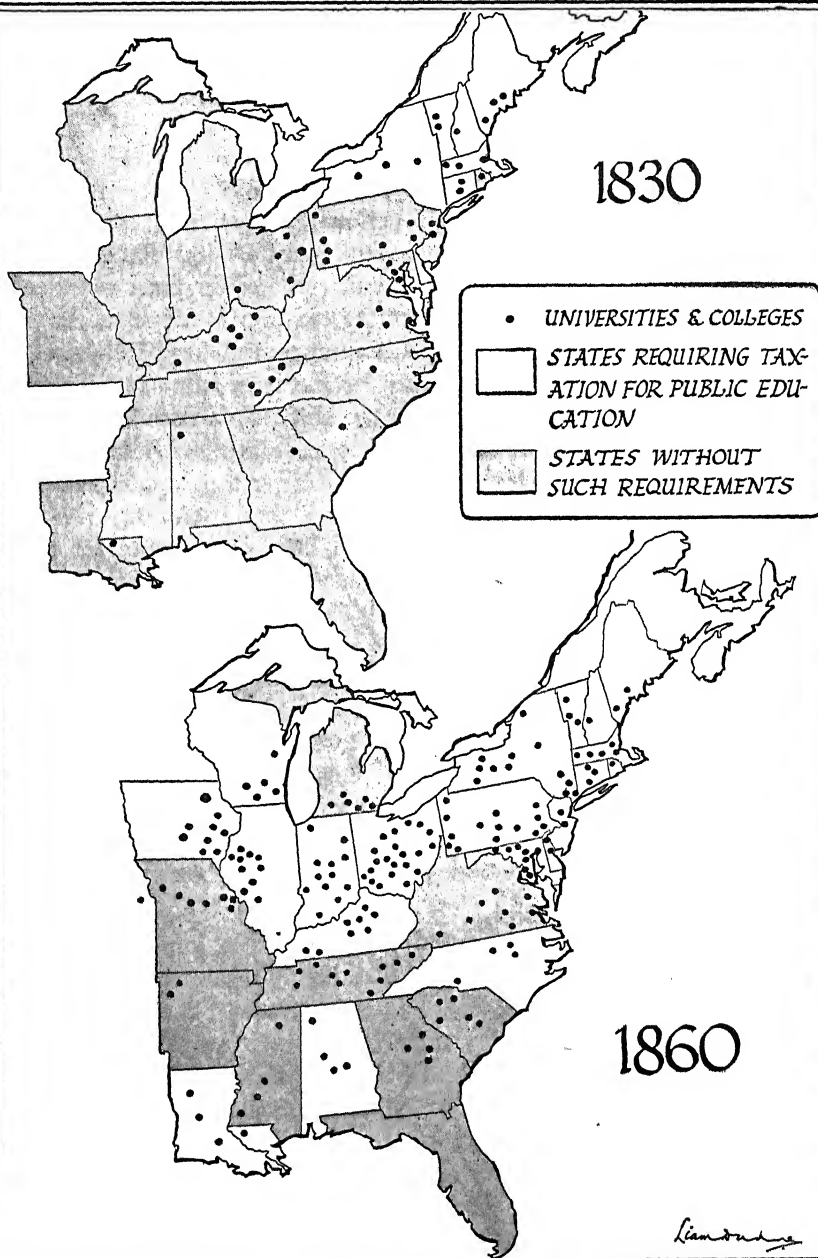 1830
UNIVERSITIES & COLLEGES
STATES REQUIRING TAX-
ATION FOR PUBLIC EDU-
CATION
STATES WITHOUT
SUCH REQUIREMENTS
1860